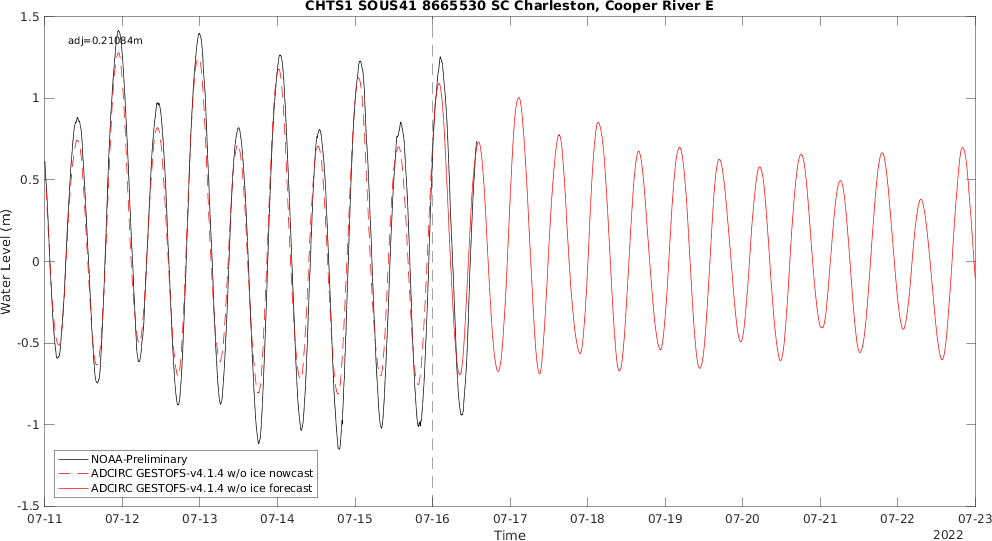 CHTS1 SOUS41 8665530 SC Charleston, Cooper River E
1.5
adj=0.21084m
1
0.5
0
-0.5
-1
-1.5
Water Level (m)
NOAA-Preliminary
ADCIRC GESTOFS-v4.1.4 w/o ice nowcast
ADCIRC GESTOFS-v4.1.4 w/o ice forecast
07-11 07-12 07-13 07-14 07-15 07-16 07-17 07-18 07-19 07-20 07-21 07-22 07-23
Time
2022